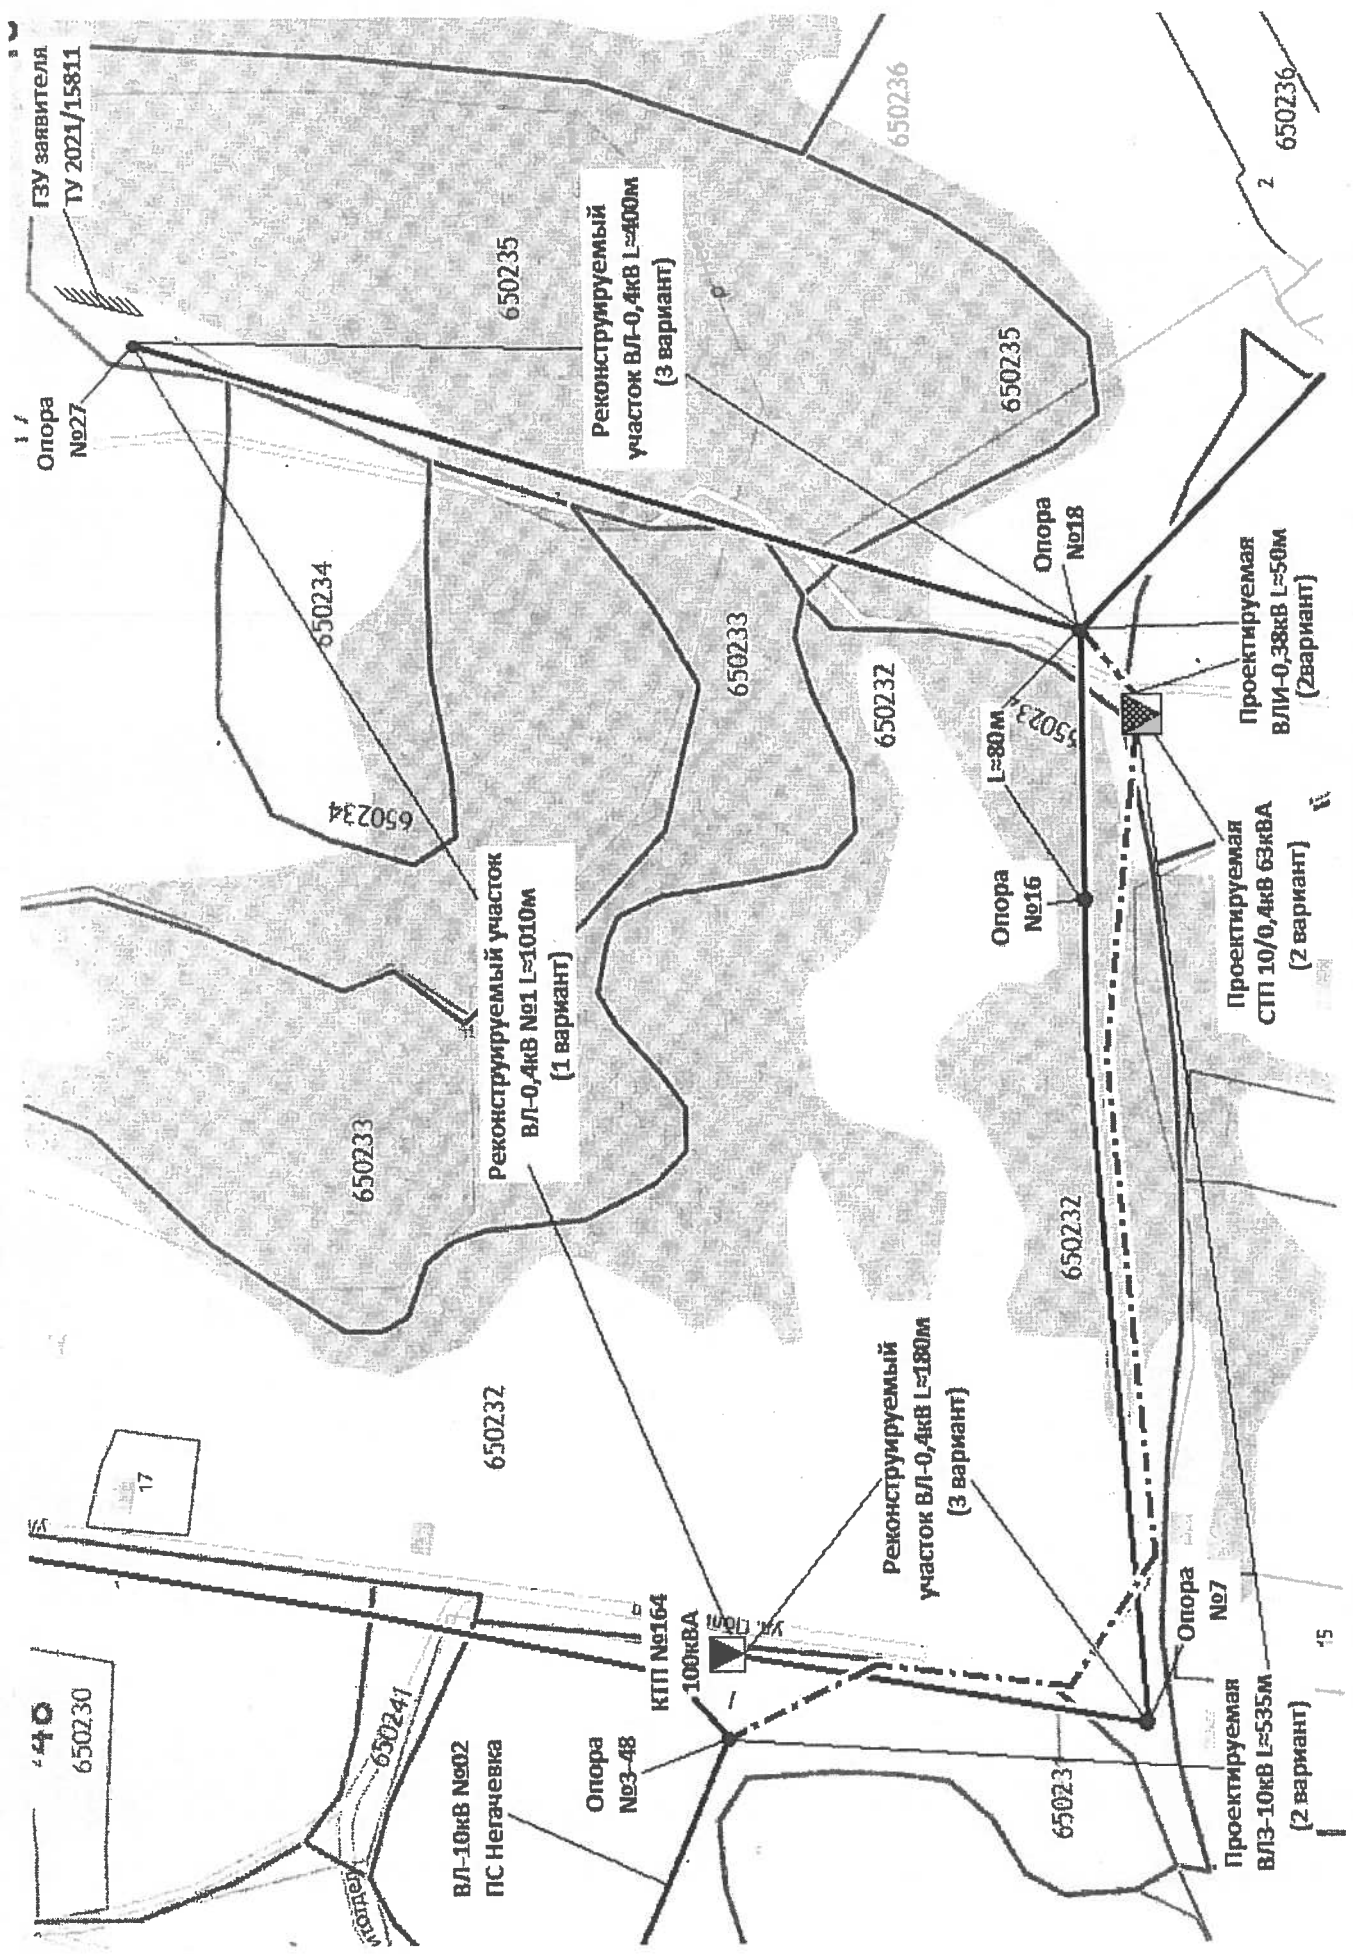 ГЗУ заявителя
ТУ 2021/15811
Опора
№27
650236
650236
2
650235
Реконструируемый
участок ВЛ-0,4кВ L≈400м
(3 вариант)
650235
650234
650234
650233
650232
Опора
№18
L≈80м
650234
Проектируемая
ВЛИ-0,38кВ L≈50м
(2вариант)
Реконструируемый участок
ВЛ-0,4кВ №1 L≈1010м
(1 вариант)
Опора
№16
Проектируемая
СТП 10/0,4кВ 63кВА
(2 вариант)
650233
650232
650232
17
ул
Реконструируемый
участок ВЛ-0,4кВ L≈180м
(3 вариант)
650230
650241
КТП №164
100кВА
ВЛ-10кВ №02
ПС Негачевка
Опора
№3-48
Опора
№7
15
650231
Проектируемая
ВЛЗ-10кВ L≈535м
(2 вариант)